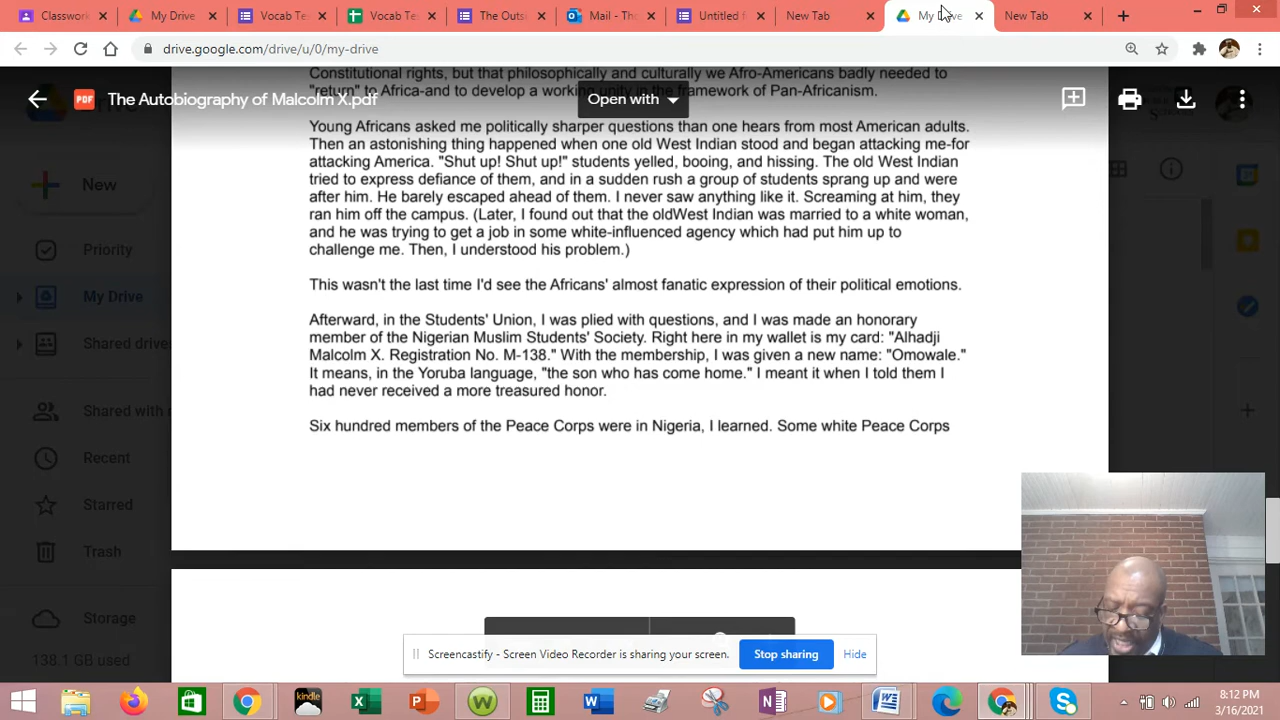 Classwork
My Drive
Vocab Te
Vocab Te
The Outs
Mail - Tho
Untitled f
New Tab
My Drive
New Tab
drive.google.com/drive/u/0/my-drive
Constitutional rights, but that philosophically and culturally we Afro-Americans badly needed to
"return" to Africa-and to develop a working unity in the framework of Pan-Africanism.
PDF
The Autobiography of Malcolm X.pdf
Open with
Young Africans asked me politically sharper questions than one hears from most American adults.
Then an astonishing thing happened when one old West Indian stood and began attacking me-for
attacking America. "Shut up! Shut up!" students yelled, booing, and hissing. The old West Indian
tried to express defiance of them, and in a sudden rush a group of students sprang up and were
after him. He barely escaped ahead of them. I never saw anything like it. Screaming at him, they
ran him off the campus. (Later, I found out that the oldWest Indian was married to a white woman,
and he was trying to get a job in some white-influenced agency which had put him up to
challenge me. Then, I understood his problem.)
This wasn't the last time I'd see the Africans' almost fanatic expression of their political emotions.
Afterward, in the Students' Union, I was plied with questions, and I was made an honorary
member of the Nigerian Muslim Students' Society. Right here in my wallet is my card: "Alhadji
Malcolm X. Registration No. M-138." With the membership, I was given a new name: "Omowale."
It means, in the Yoruba language, "the son who has come home." I meant it when I told them I
had never received a more treasured honor.
Six hundred members of the Peace Corps were in Nigeria, I learned. Some white Peace Corps
New
Priority
My Drive
Shared drive
Shared with
Recent
Starred
Trash
Storage
138.1 GB used
Screencastify - Screen Video Recorder is sharing your screen.
Stop sharing
Hide
kindle
8:12 PM
3/16/2021